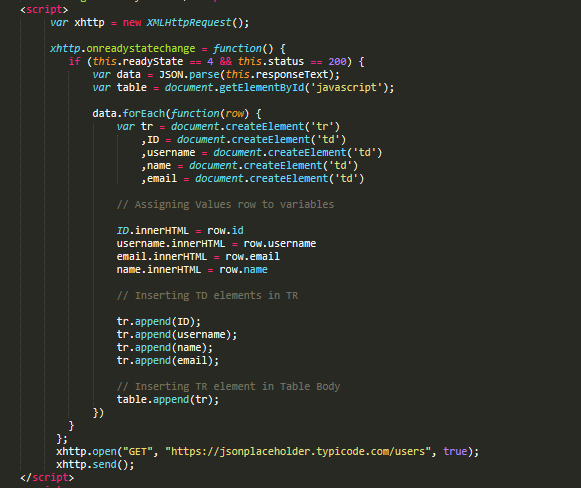 <script>
var xhttp = new XMLHttpRequest();
xhttp.onreadystatechange = function() {
if (this.readyState == 4 && this.status == 200) {
var data = JSON.parse(this.responseText);
var table = document.getElementById('javascript');
data.forEach(function(row) {
var tr = document.createElement('tr')
,ID = document.createElement('td')
,username = document.createElement('td')
,name = document.createElement('td')
,email = document.createElement('td')
// Assigning Values row to variables
ID.innerHTML = row.id
username.innerHTML = row.username
email.innerHTML = row.email
name.innerHTML = row.name
// Inserting TD elements in TR
tr.append(ID);
tr.append(username);
tr.append(name);
tr.append(email);
// Inserting TR element in Table Body
table.append(tr);
})
}
};
xhttp.open("GET", "https://jsonplaceholder.typicode.com/users", true);
xhttp.send();
</script>